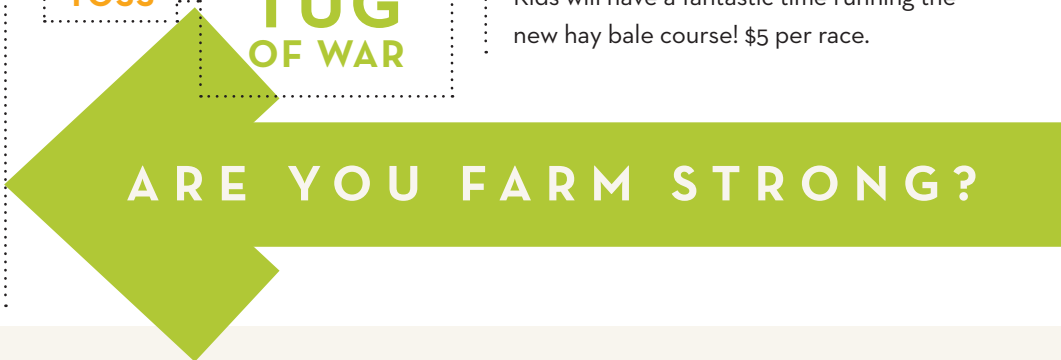 TOSS
TUG
OF WAR
Kids will have a fantastic time running the
new hay bale course! $5 per race.
ARE YOU FARM STRONG?